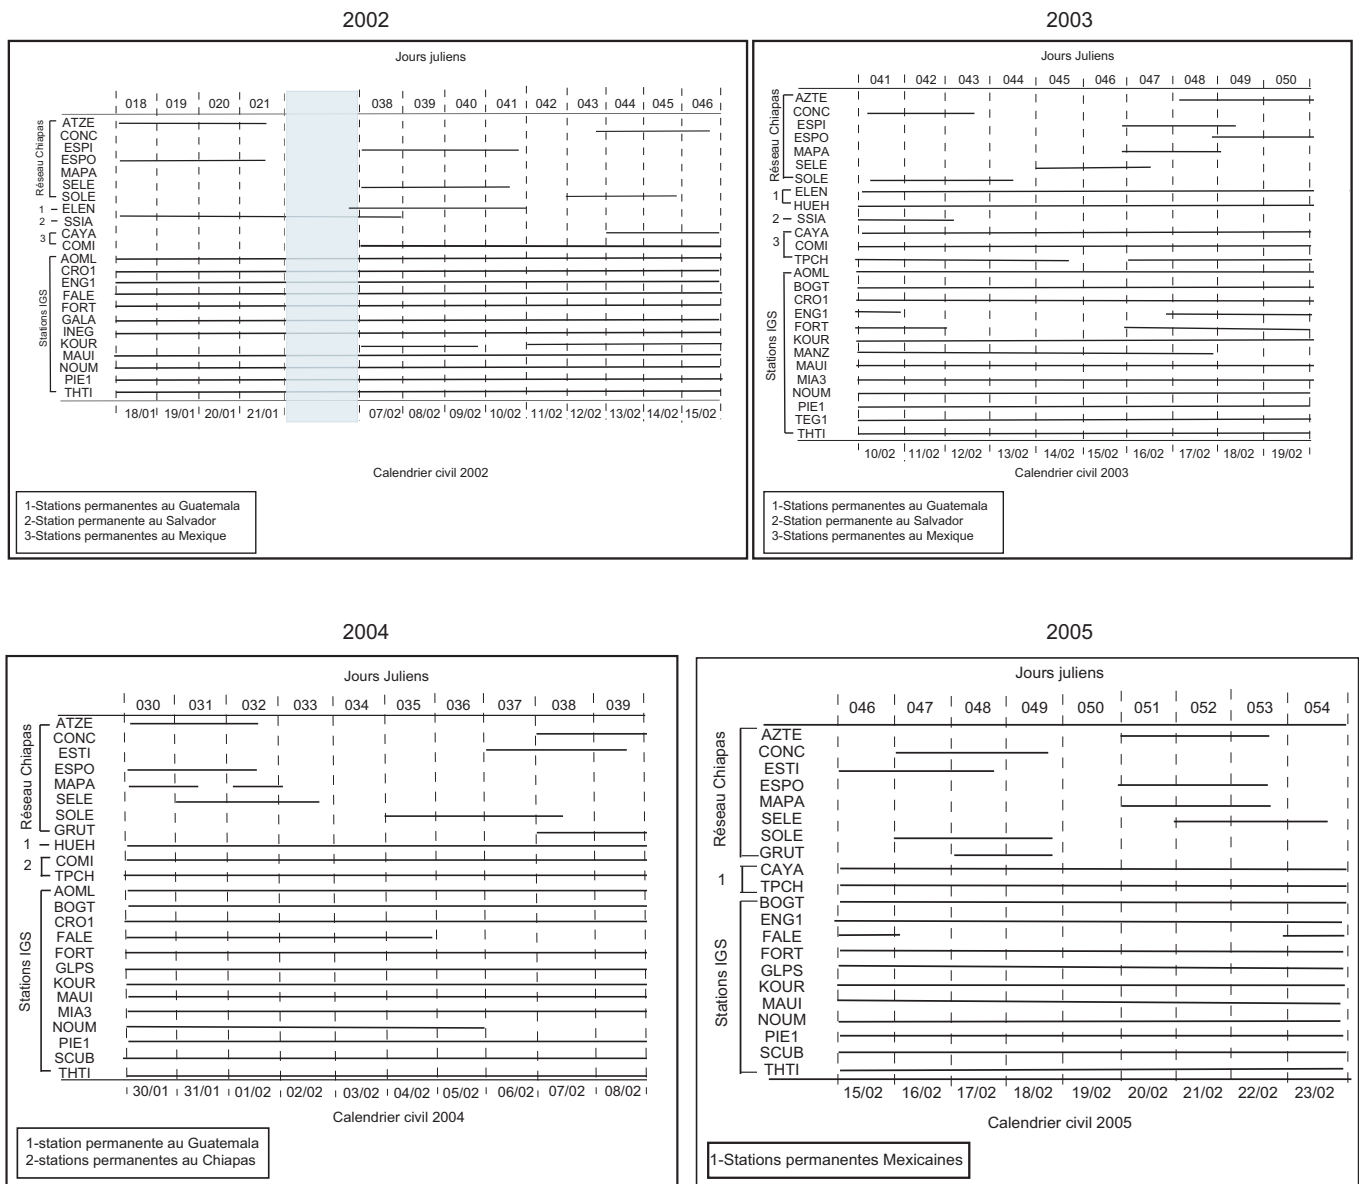 2002
Jours juliens
018 019 020 021 038 039 040 041 042 043 044 045 046
Réseau Chiapas
ATZE
CONC
ESPI
ESPO
MAPA
SELE
SOLE
1 ELEN
2 SSIA
3
CAYA
COMI
Stations IGS
AOML
CRO1
ENG1
FALE
FORT
GALA
INEG
KOUR
MAUI
NOUM
PIE1
THTI
18/01 19/01 20/01 21/01 07/02 08/02 09/02 10/02 11/02 12/02 13/02 14/02 15/02
Calendrier civil 2002
1-Stations permanentes au Guatemala
2-Station permanente au Salvador
3-Stations permanentes au Mexique
2003
Jours Juliens
041 042 043 044 045 046 047 048 049 050
Réseau Chiapas
AZTE
CONC
ESPI
ESPO
MAPA
SELE
SOLE
1
ELEN
HUEH
2 SSIA
3
CAYA
COMI
TPCH
Stations IGS
AOML
BOGT
CRO1
ENG1
FORT
KOUR
MANZ
MAUI
MIA3
NOUM
PIE1
TEG1
THTI
10/02 11/02 12/02 13/02 14/02 15/02 16/02 17/02 18/02 19/02
Calendrier civil 2003
1-Stations permanentes au Guatemala
2-Station permanente au Salvador
3-Stations permanentes au Mexique
2004
Jours Juliens
030 031 032 033 034 035 036 037 038 039
Réseau Chiapas
ATZE
CONC
ESTI
ESPO
MAPA
SELE
SOLE
GRUT
1 HUEH
2
COMI
TPCH
Stations IGS
AOML
BOGT
CRO1
FALE
FORT
GLPS
KOUR
MAUI
MIA3
NOUM
PIE1
SCUB
THTI
30/01 31/01 01/02 02/02 03/02 04/02 05/02 06/02 07/02 08/02
Calendrier civil 2004
1-station permanente au Guatemala
2-stations permanentes au Chiapas
2005
Jours juliens
046 047 048 049 050 051 052 053 054
Réseau Chiapas
AZTE
CONC
ESTI
ESPO
MAPA
SELE
SOLE
GRUT
1
CAYA
TPCH
Stations IGS
BOGT
ENG1
FALE
FORT
GLPS
KOUR
MAUI
NOUM
PIE1
SCUB
THTI
15/02 16/02 17/02 18/02 19/02 20/02 21/02 22/02 23/02
Calendrier civil 2005
1-Stations permanentes Mexicaines